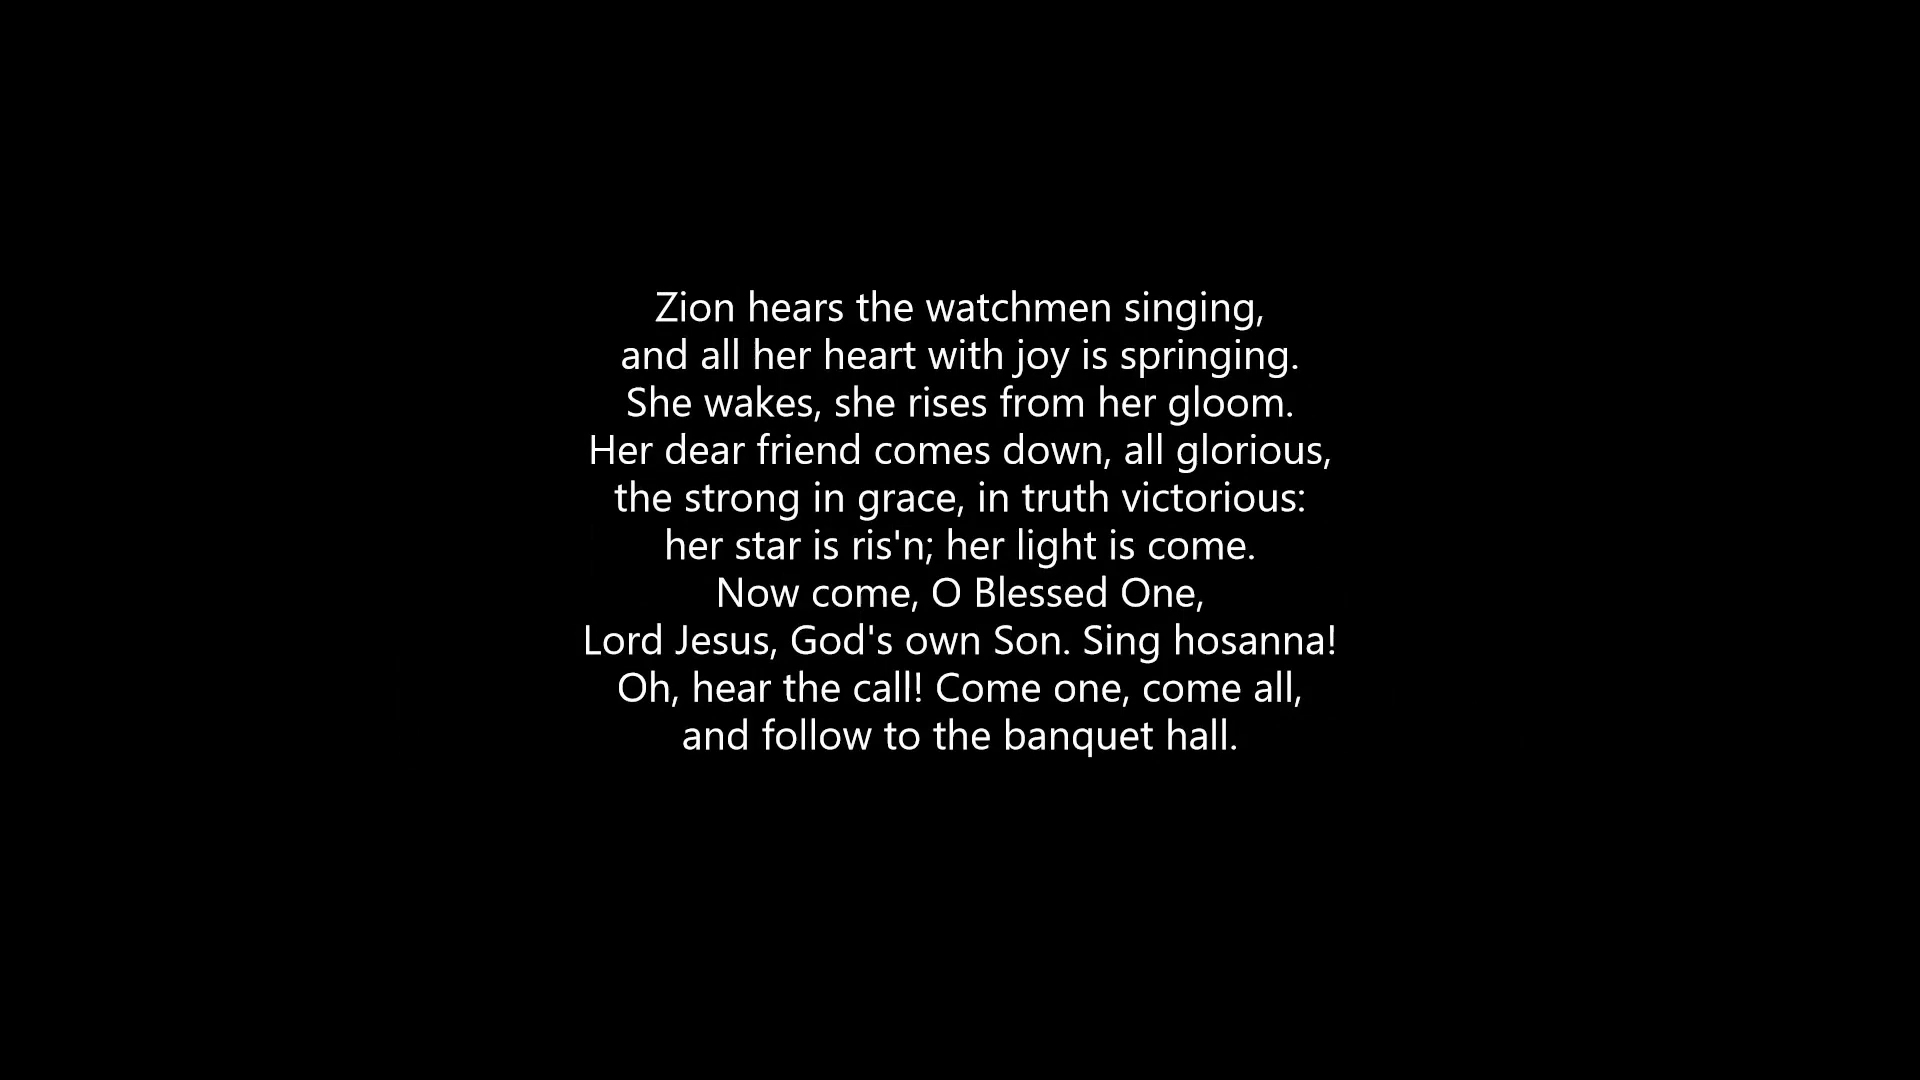 Zion hears the watchmen singing,
and all her heart with joy is springing.
She wakes, she rises from her gloom.
Her dear friend comes down, all glorious,
the strong in grace, in truth victorious:
her star is ris'n; her light is come.
Now come, O Blessed One,
Lord Jesus, God's own Son. Sing hosanna!
Oh, hear the call! Come one, come all,
and follow to the banquet hall.